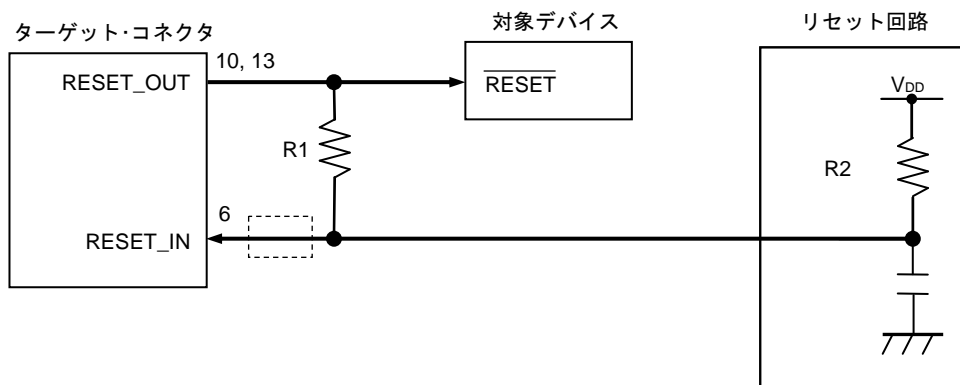 ターゲット・コネクタ
対象デバイス
リセット回路
RESET_OUT
10, 13
RESET
VDD
R1
R2
6
RESET_IN